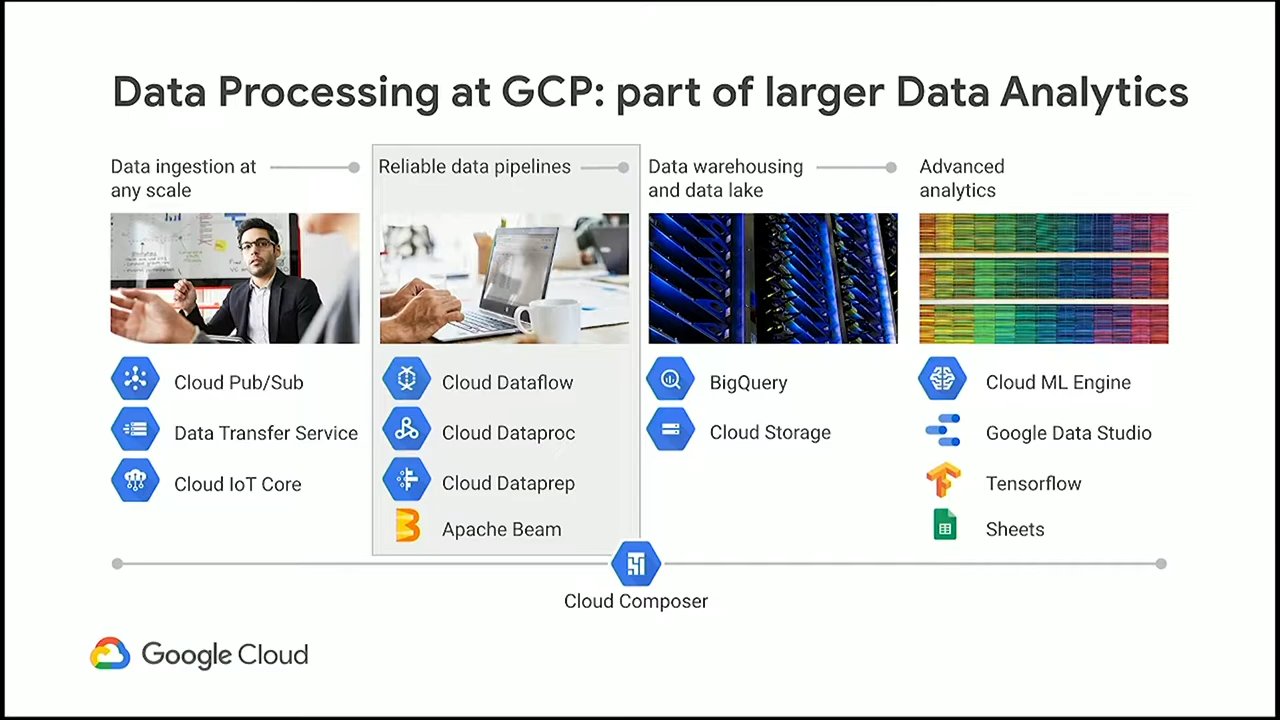 Data Processing at GCP: part of larger Data Analytics
Data ingestion at
any scale
Reliable data pipelines
Data warehousing
and data lake
Advanced
analytics
Cloud Pub/Sub
Data Transfer Service
Cloud IoT Core
Cloud Dataflow
Cloud Dataproc
Cloud Dataprep
Apache Beam
BigQuery
Cloud Storage
Cloud ML Engine
Google Data Studio
Tensorflow
Sheets
Cloud Composer
Google Cloud